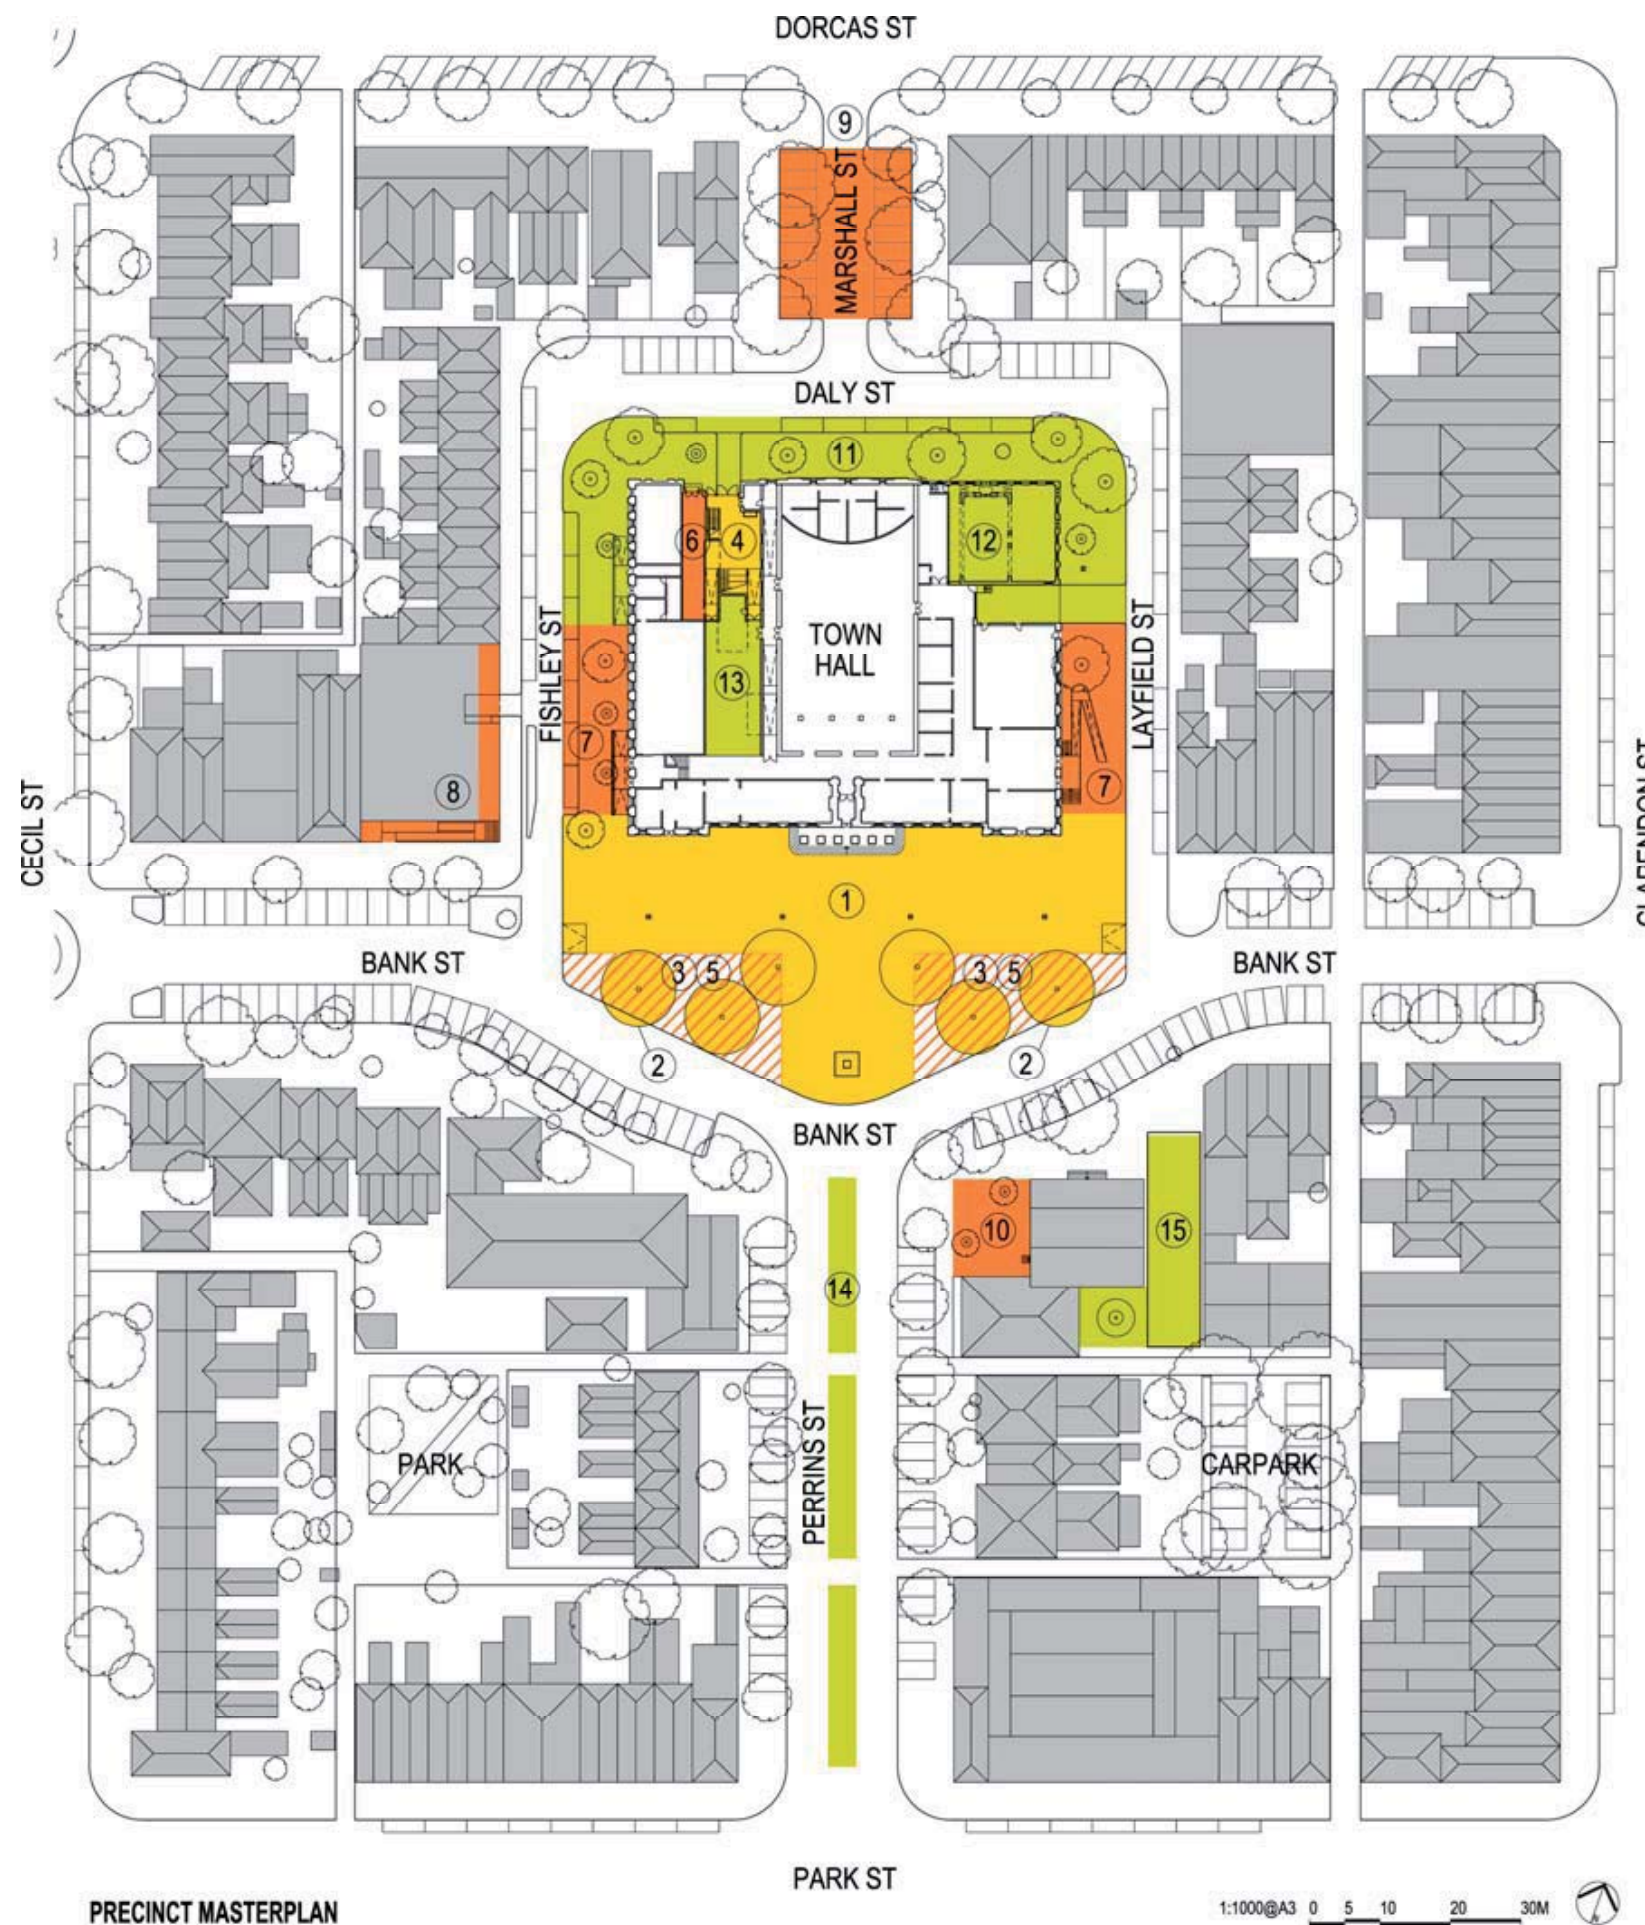 DORCAS ST
9
MARSHALL ST
DALY ST
11
6
4
12
TOWN
HALL
13
FISHLEY ST
LAYFIELD ST
7
7
8
CECIL ST
CLARENDON ST
1
BANK ST
3
5
3
5
BANK ST
2
2
BANK ST
10
15
14
PERRINS ST
PARK
CARPARK
PARK ST
PRECINCT MASTERPLAN
1:1000@A3 0 5 10 20 30M